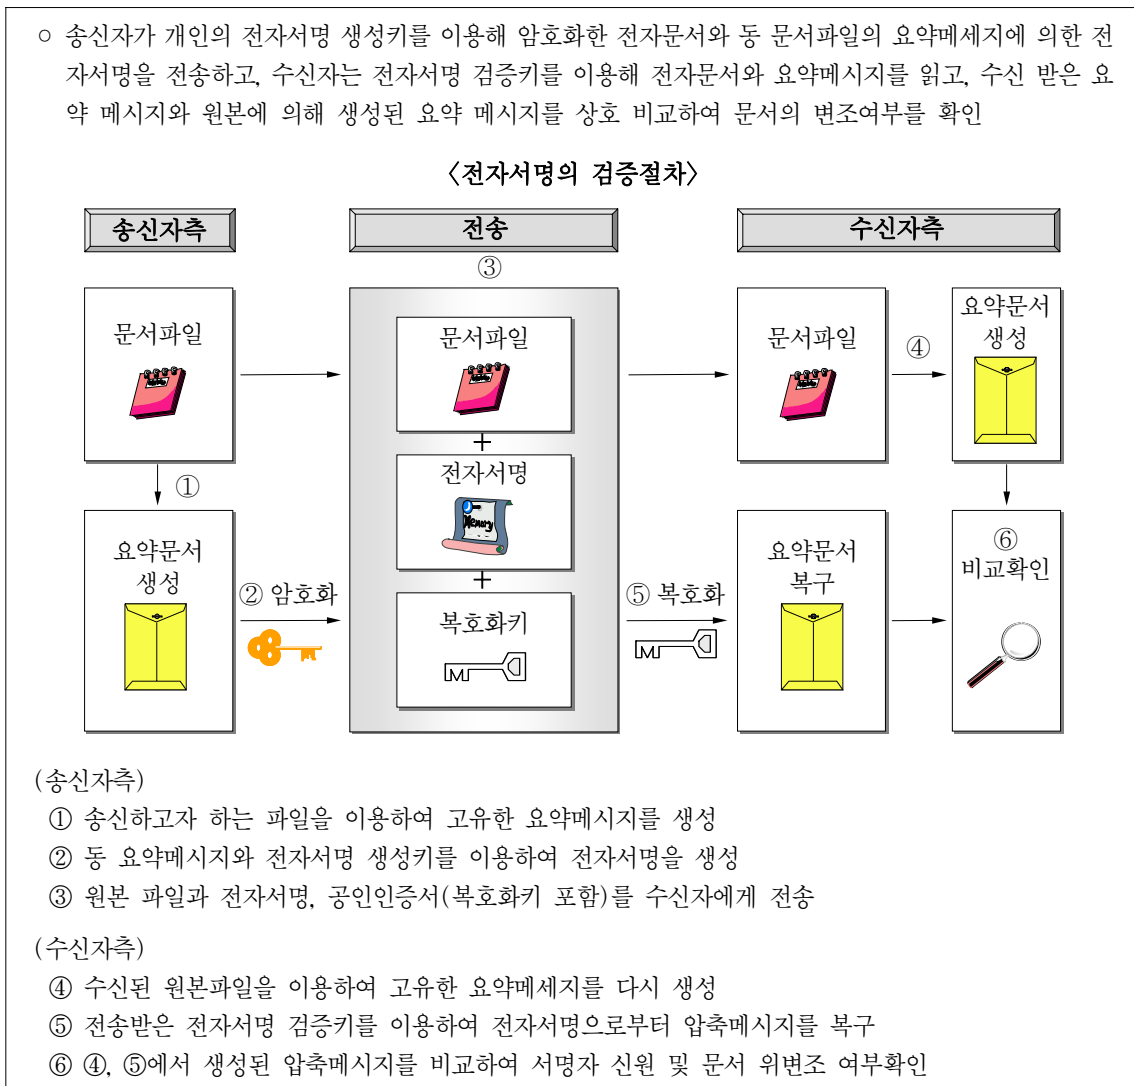 ○ 송신자가 개인의 전자서명 생성키를 이용해 암호화한 전자문서와 동 문서파일의 요약메세지에 의한 전
자서명을 전송하고, 수신자는 전자서명 검증키를 이용해 전자문서와 요약메시지를 읽고, 수신 받은 요
약 메시지와 원본에 의해 생성된 요약 메시지를 상호 비교하여 문서의 변조여부를 확인
〈전자서명의 검증절차〉
송신자측
전송
수신자측
③
문서파일
문서파일
문서파일
④
요약문서
생성
+
전자서명
Memory
①
요약문서
생성
② 암호화
+
복호화키
M
⑤ 복호화
M
요약문서
복구
⑥
비교확인
(송신자측)
① 송신하고자 하는 파일을 이용하여 고유한 요약메시지를 생성
② 동 요약메시지와 전자서명 생성키를 이용하여 전자서명을 생성
③ 원본 파일과 전자서명, 공인인증서(복호화키 포함)를 수신자에게 전송
(수신자측)
④ 수신된 원본파일을 이용하여 고유한 요약메세지를 다시 생성
⑤ 전송받은 전자서명 검증키를 이용하여 전자서명으로부터 압축메시지를 복구
⑥ ④, ⑤에서 생성된 압축메시지를 비교하여 서명자 신원 및 문서 위변조 여부확인